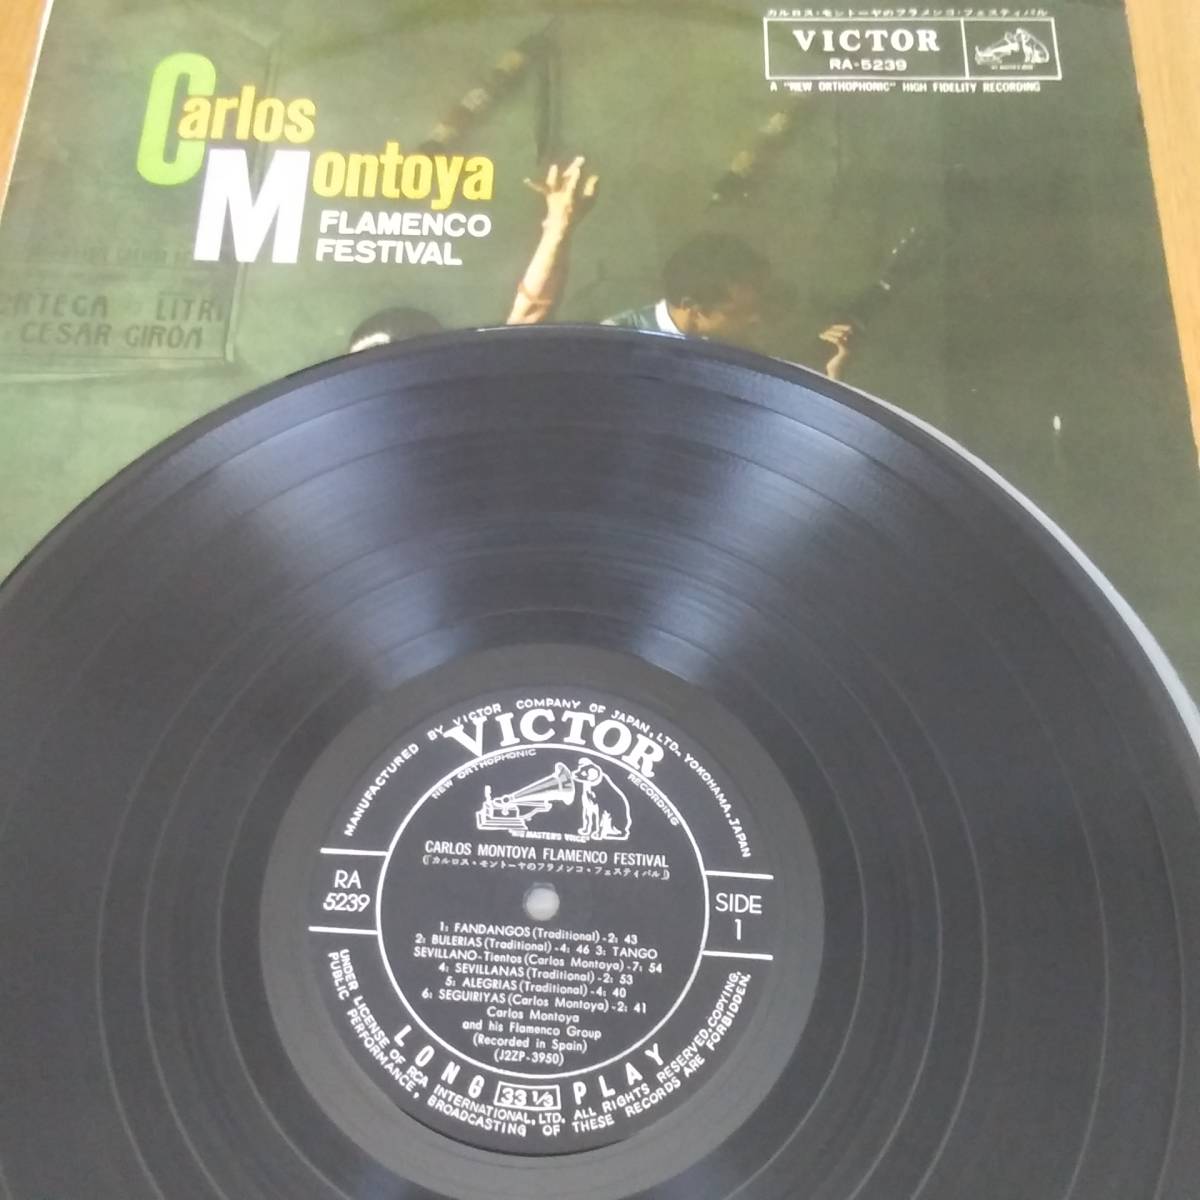 カルロス・モントーヤのフラメンコ・フェスティバル
VICTOR
RA-5239
A "NEW ORTHOPHONIC" HIGH FIDELITY RECORDING
Carlos
Montoya
FLAMENCO
FESTIVAL
LITRI
CESAR GIRON
MANUFACTURED BY VICTOR COMPANY OF JAPAN, LTD., YOKOHAMA, JAPAN
VICTOR
NEW ORTHOPHONIC RECORDING
"HIS MASTER'S VOICE"
CARLOS MONTOYA FLAMENCO FESTIVAL
(『カルロス・モントーヤのフラメンコ・フェスティバル』)
RA
5239
SIDE
1
1: FANDANGOS (Traditional)-2: 43
2: BULERIAS (Traditional)-4: 46 3: TANGO
SEVILLANO-Tientos (Carlos Montoya)-7: 54
4: SEVILLANAS (Traditional)-2: 53
5: ALEGRIAS (Traditional)-4: 40
6: SEGUIRIYAS (Carlos Montoya)-2: 41
Carlos Montoya
and his Flamenco Group
(Recorded in Spain)
(J2ZP-3950)
LONG 33 1/3 PLAY
UNDER LICENSE OF RCA INTERNATIONAL, LTD. ALL RIGHTS RESERVED. COPYING,
PUBLIC PERFORMANCE, BROADCASTING OF THESE RECORDS ARE FORBIDDEN.